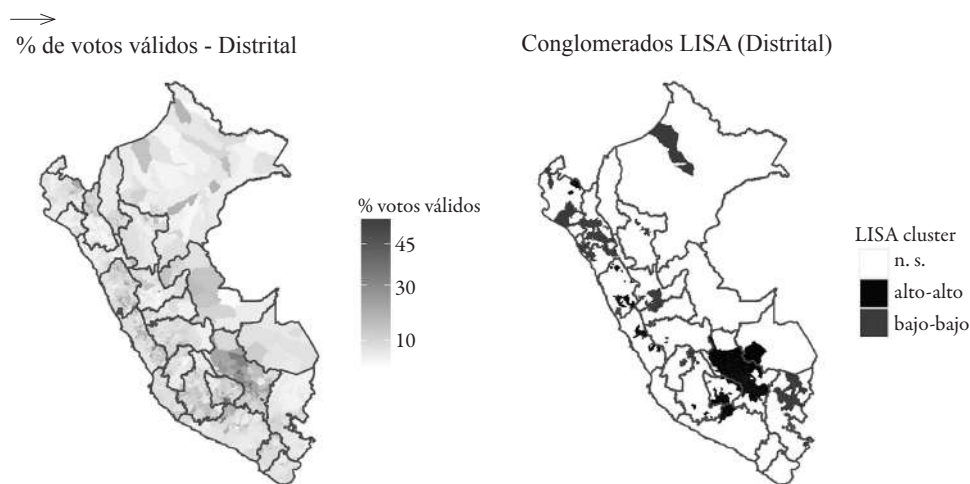 % de votos válidos - Distrital
% votos válidos
45
30
10
Conglomerados LISA (Distrital)
LISA cluster
n. s.
alto-alto
bajo-bajo